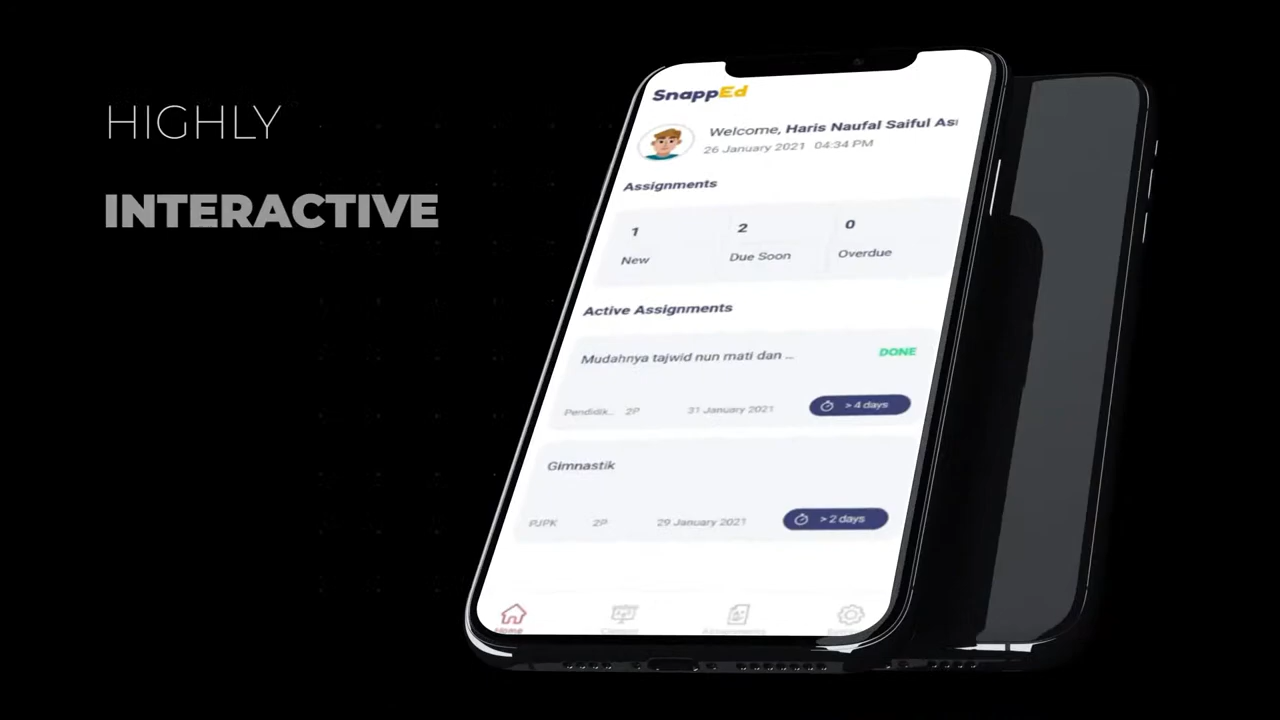 HIGHLY
INTERACTIVE
SnappEd
Welcome, Haris Naufal Saiful
26 January 2021 04:34 PM
Assignments
1 2 0
New Due Soon Overdue
Active Assignments
Mudahnya tajwid nun mati dan ...
DONE
Pendidik... 2P 31 January 2021 > 4 days
Gimnastik
PJPK 2P 29 January 2021 > 2 days
Home